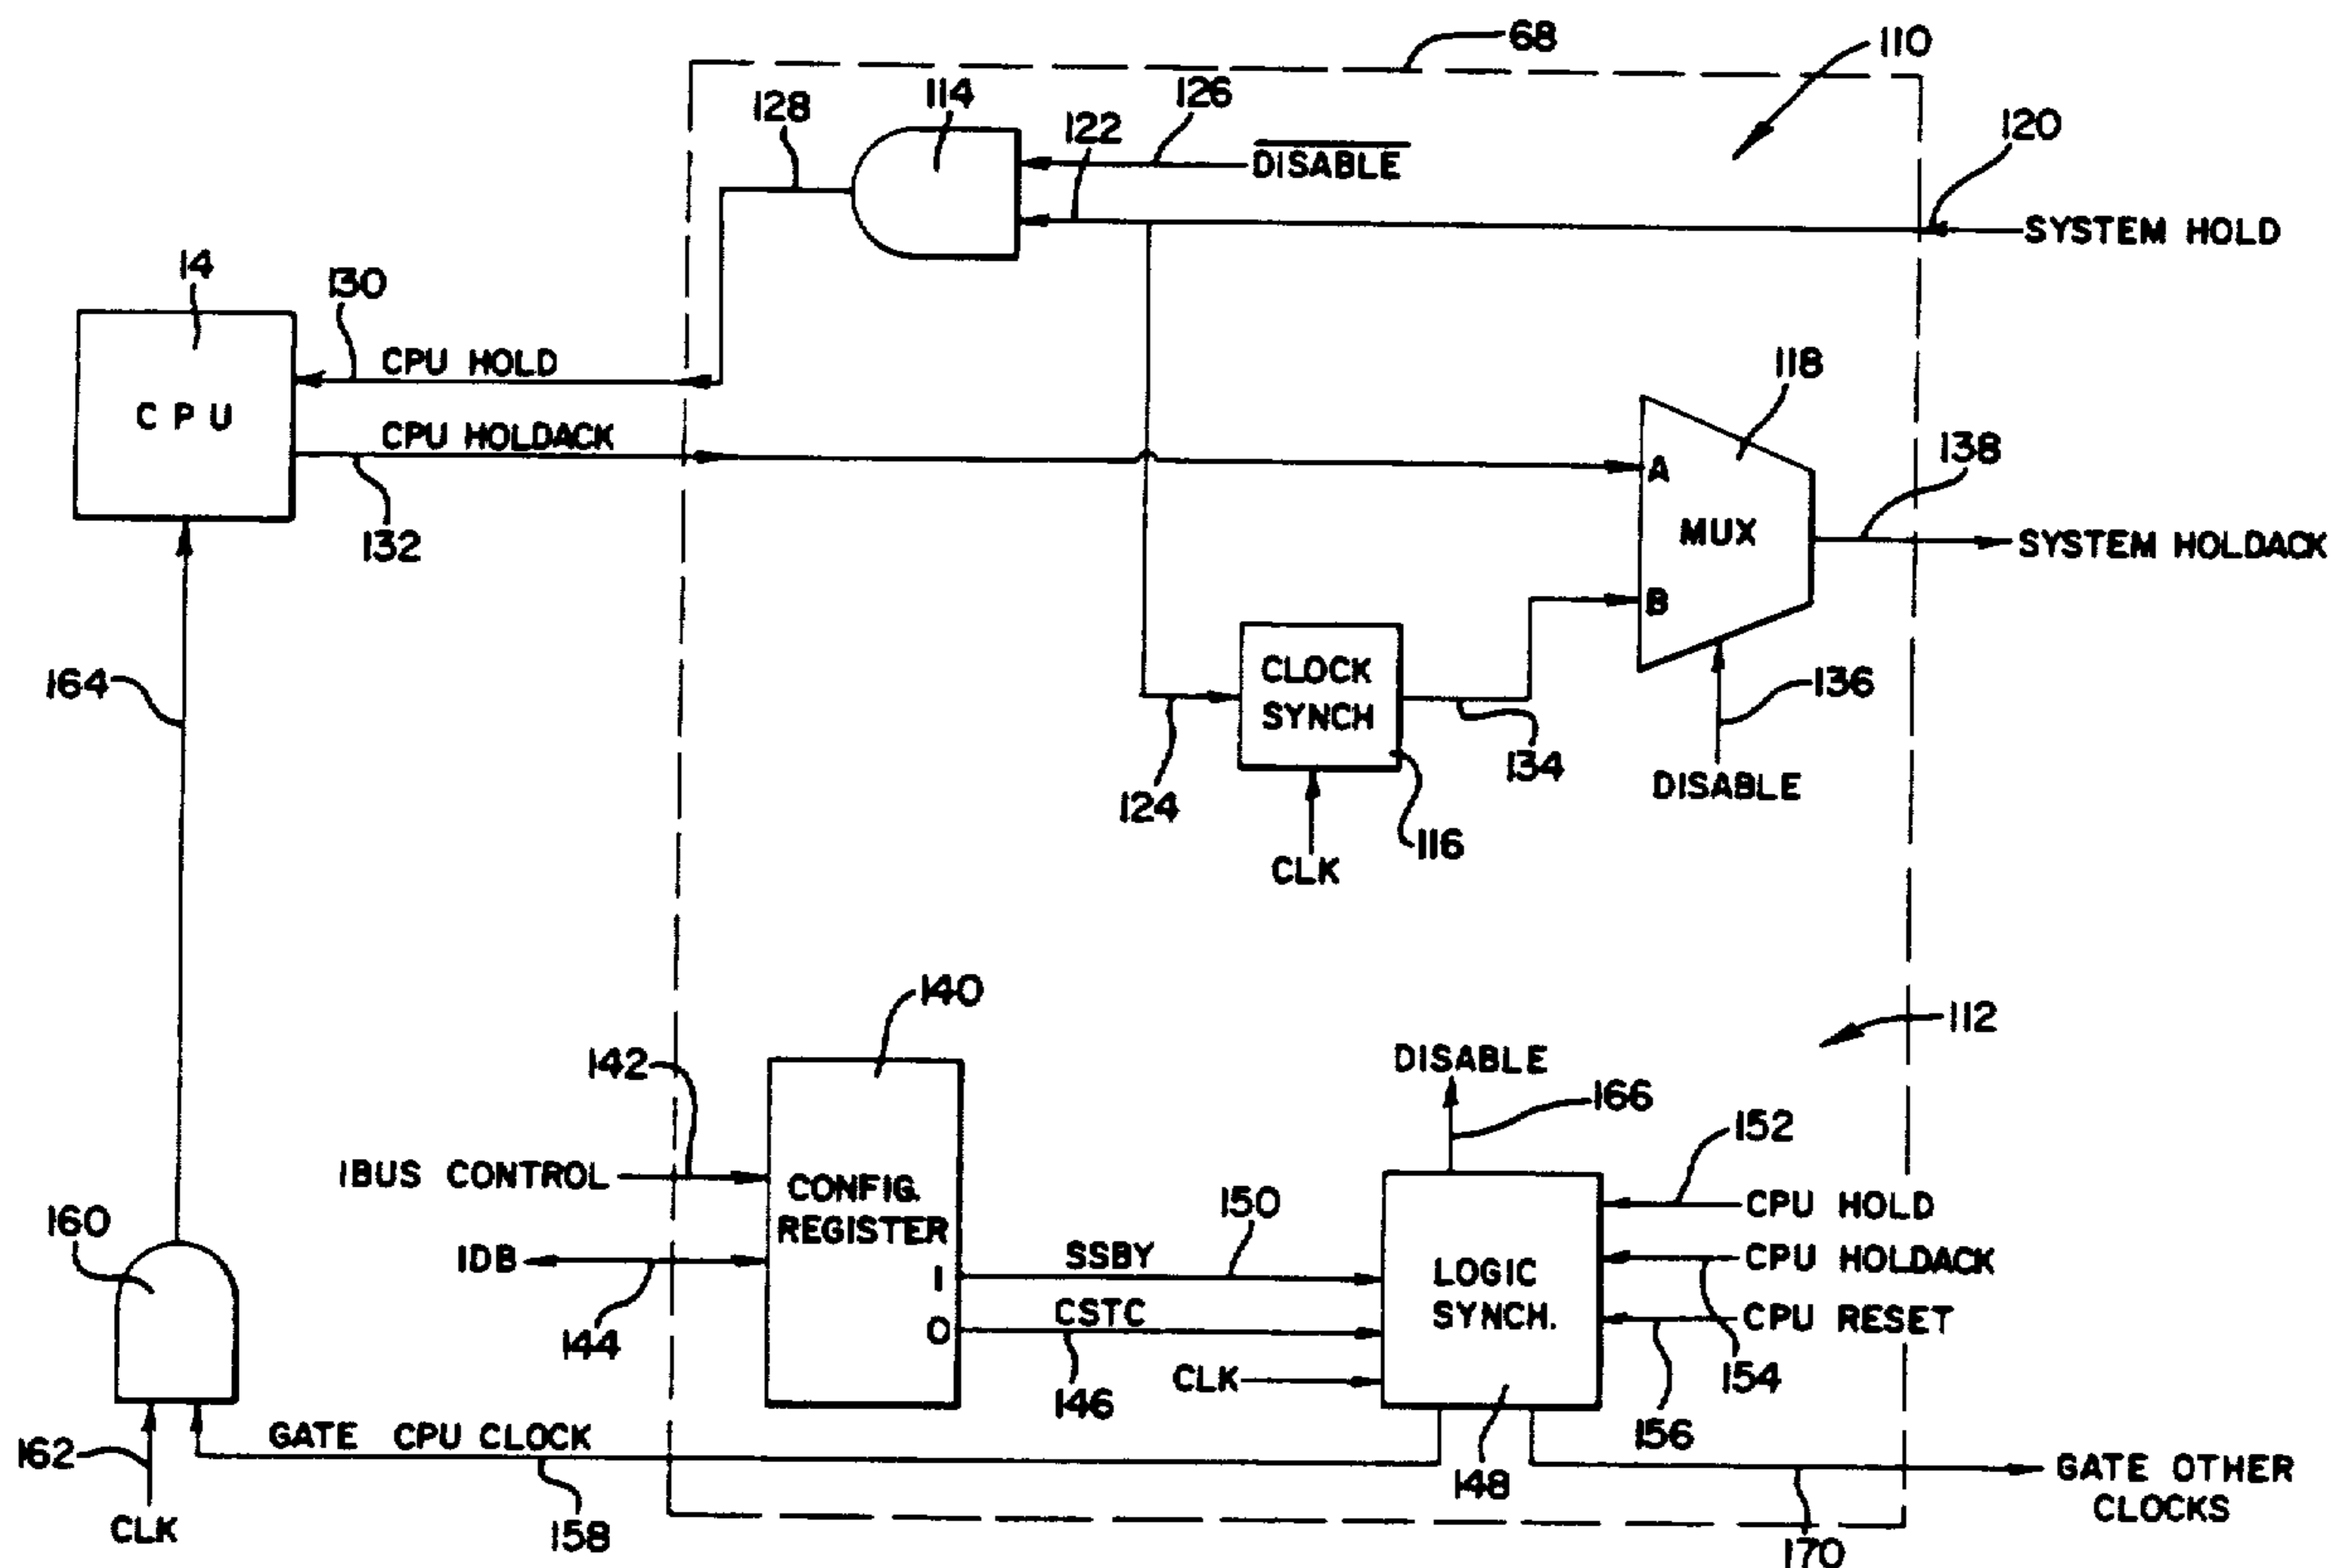 68
110
128
114
126
122
120
DISABLE
SYSTEM HOLD
14
130
CPU HOLD
CPU
CPU HOLDACK
132
118
A
MUX
B
138
SYSTEM HOLDACK
164
CLOCK
SYNCH
124
134
136
DISABLE
116
CLK
140
112
142
DISABLE
166
152
IBUS CONTROL
CONFIG.
REGISTER
150
CPU HOLD
160
IDB
SSBY
1
LOGIC
SYNCH.
CPU HOLDACK
144
CSTC
0
CPU RESET
146
CLK
154
156
162
GATE CPU CLOCK
148
GATE OTHER
CLOCKS
CLK
158
170